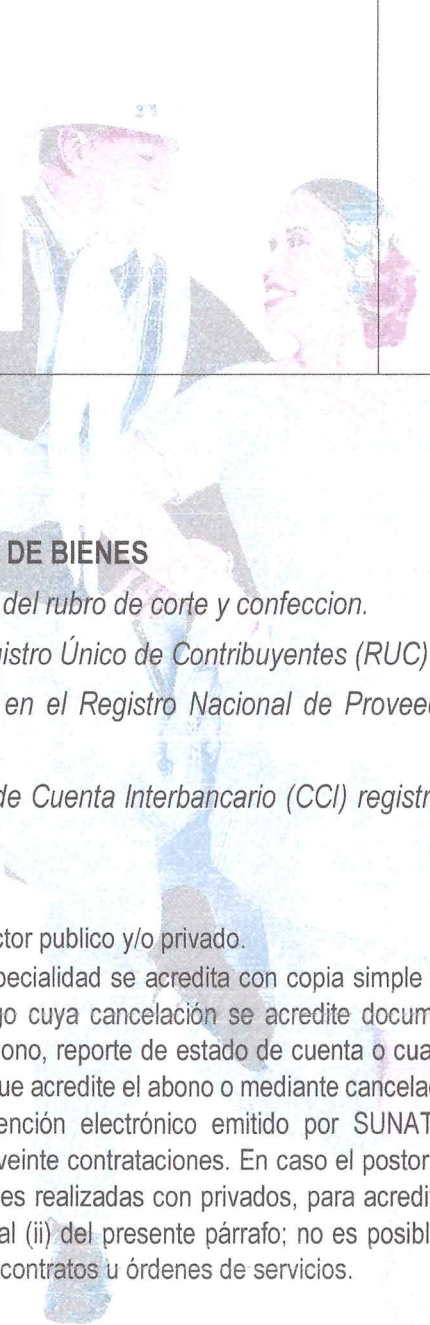 DE BIENES
del rubro de corte y confeccion.
gistro Único de Contribuyentes (RUC)
en el Registro Nacional de Provee
de Cuenta Interbancario (CCI) registr
ctor publico y/o privado.
pecialidad se acredita con copia simple
go cuya cancelación se acredite docum
ono, reporte de estado de cuenta o cua
que acredite el abono o mediante cancelac
ención electrónico emitido por SUNAT
veinte contrataciones. En caso el postor
es realizadas con privados, para acredit
al (ii) del presente párrafo; no es posibl
contratos u órdenes de servicios.